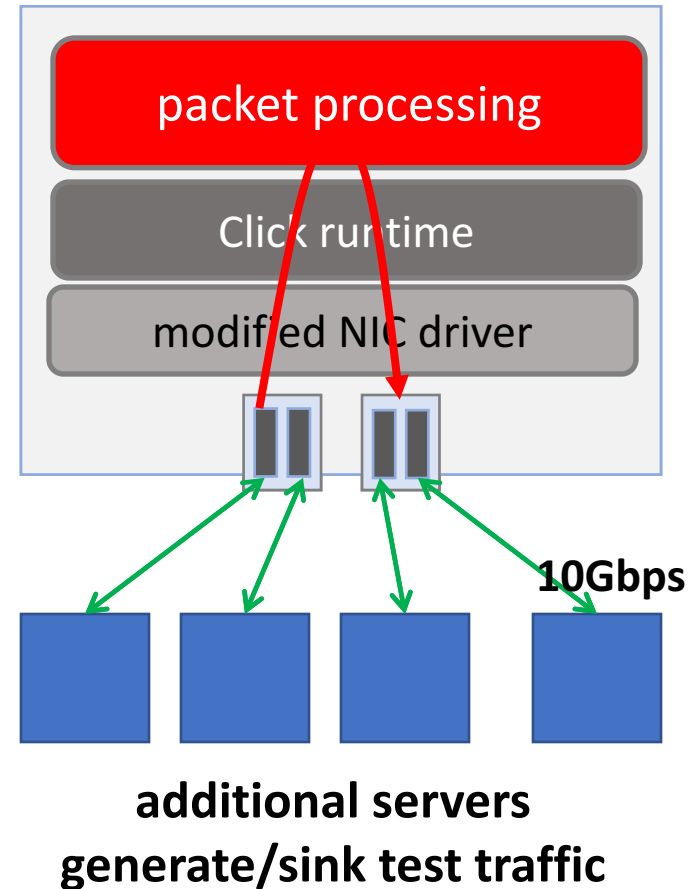 packet processing
Click runtime
modified NIC driver
10Gbps
additional servers
generate/sink test traffic